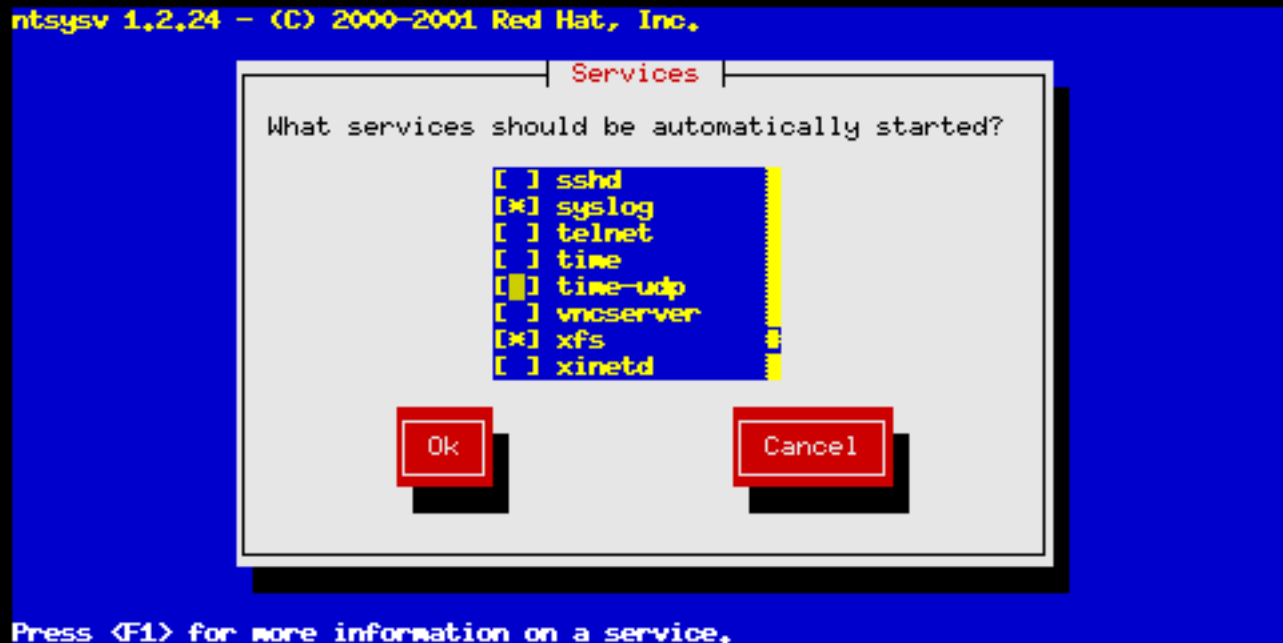 ntsysv 1.2.24 - (C) 2000-2001 Red Hat, Inc.
Services
What services should be automatically started?
[ ] sshd
[*] syslog
[ ] telnet
[ ] time
[ ] time-udp
[ ] vncserver
[*] xfs
[ ] xinetd
Ok Cancel
Press <F1> for more information on a service.